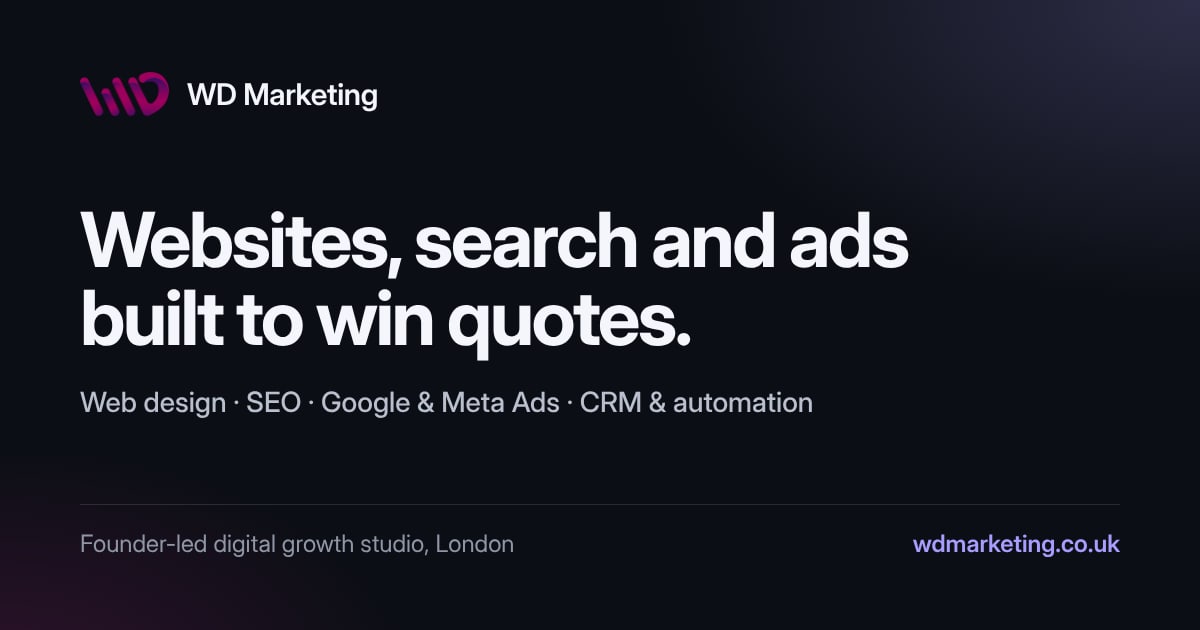 WD Marketing
Websites, search and ads
built to win quotes.
Web design · SEO · Google & Meta Ads · CRM & automation
Founder-led digital growth studio, London
wdmarketing.co.uk